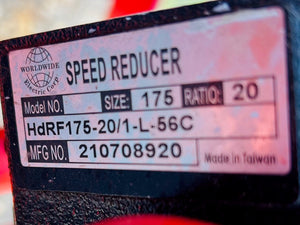 WORLDWIDE
Electric Corp
SPEED REDUCER
Model NO. SIZE: 175 RATIO: 20
HdRF175-20/1-L-56C
MFG NO. 210708920
Made in Taiwan